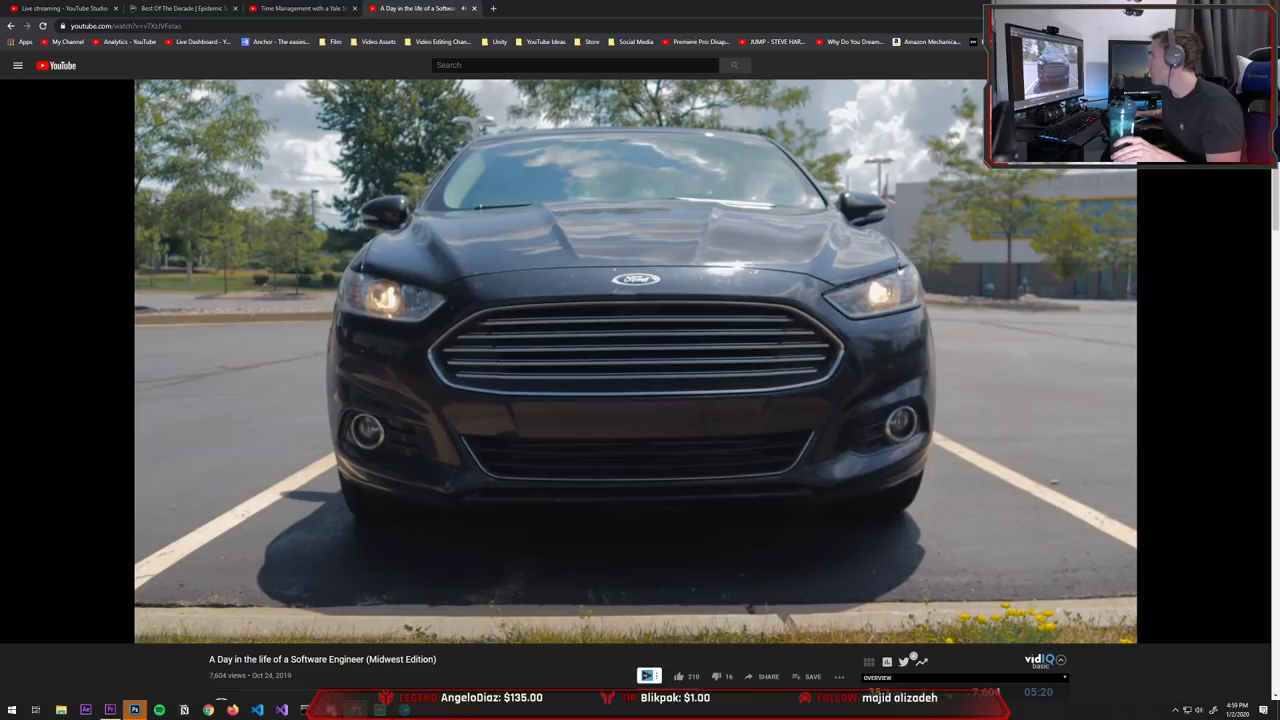 Live streaming - YouTube Studio
Best Of The Decade | Epidemic S
Time Management with a Yale St
A Day in the life of a Softwa
youtube.com/watch?v=vTXzJVFeIao
Apps
My Channel
Analytics - YouTube
Live Dashboard - Y...
Anchor - The easies...
Film
Video Assets
Video Editing Chan...
Unity
YouTube Ideas
Store
Social Media
Premiere Pro: Disap...
JUMP - STEVE HAR...
Why Do You Dream...
Amazon Mechanica...
YouTube
Search
Ford
A Day in the life of a Software Engineer (Midwest Edition)
7,604 views • Oct 24, 2019
210
16
SHARE
SAVE
0
vidIQ
basic
OVERVIEW
7,604
05:20
LEGEND AngeloDiaz: $135.00
TIP Blikpak: $1.00
FOLLOW majid alizadeh
4:59 PM
1/2/2020